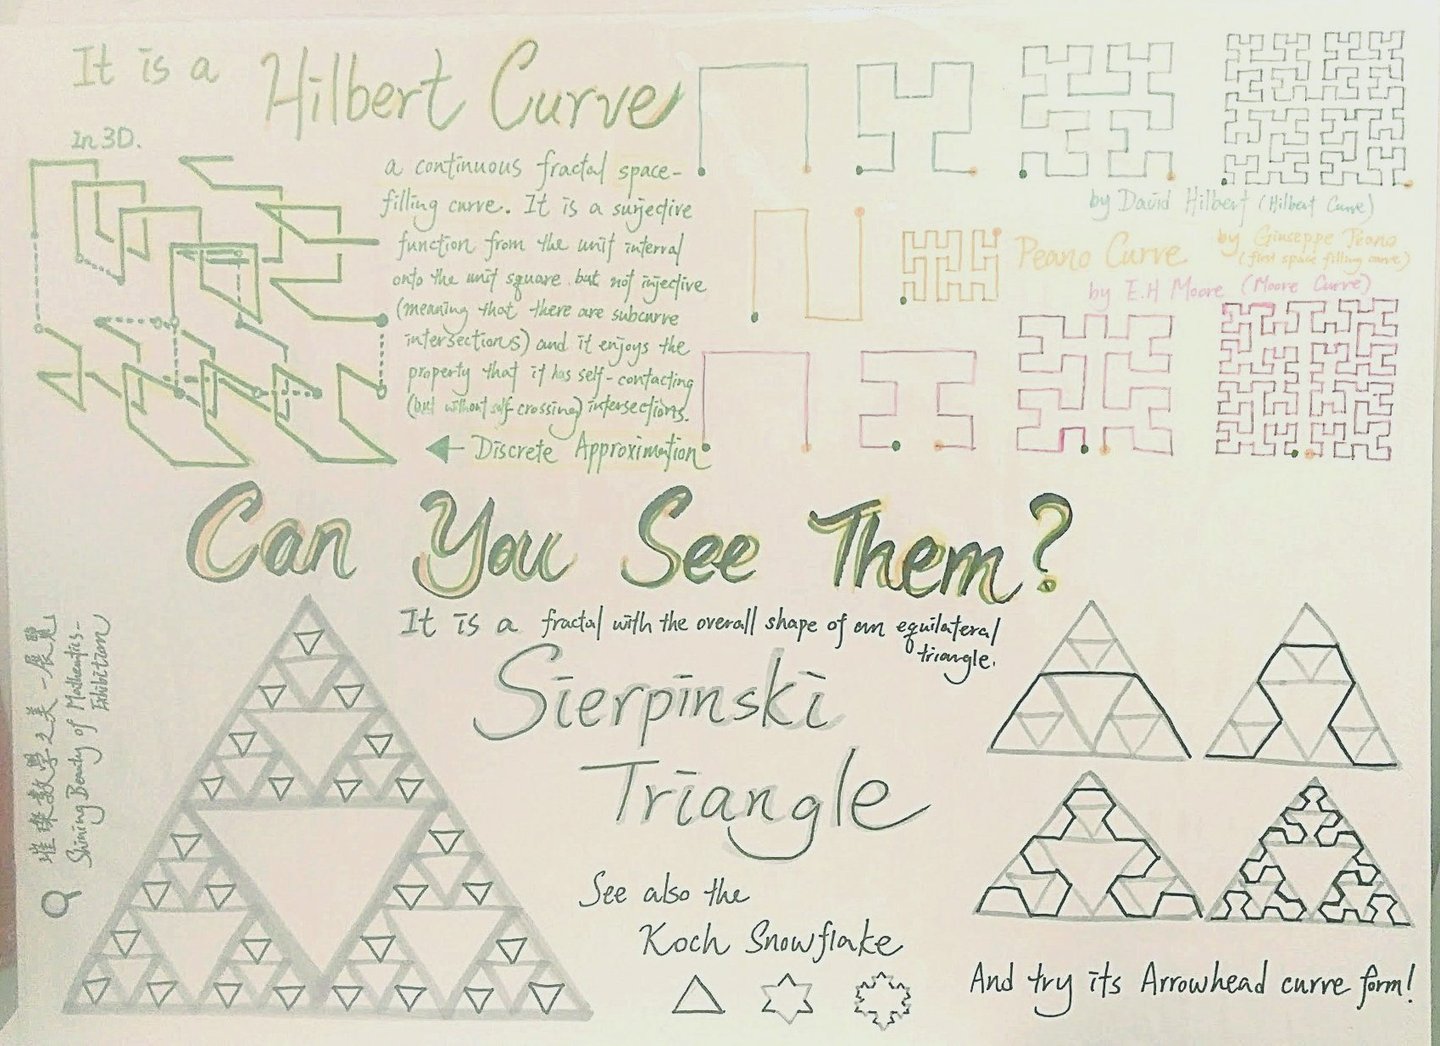 It is a Hilbert Curve
in 3D.
a continuous fractal space-
filling curve. It is a surjective
function from the unit interval
onto the unit square but not injective
(meaning that there are subcurve
intersections) and it enjoys the
property that it has self-contacting
(but without self-crossing) intersections.
Discrete Approximation
by David Hilbert (Hilbert Curve)
Peano Curve
by Giuseppe Peano
(first space filling curve)
by E.H Moore (Moore Curve)
Can You See Them?
It is a fractal with the overall shape of an equilateral
triangle.
Sierpinski
Triangle
See also the
Koch Snowflake
And try its Arrowhead curve form!
璀璨數學之美-展覽
Shining Beauty of Mathematics-
Exhibition